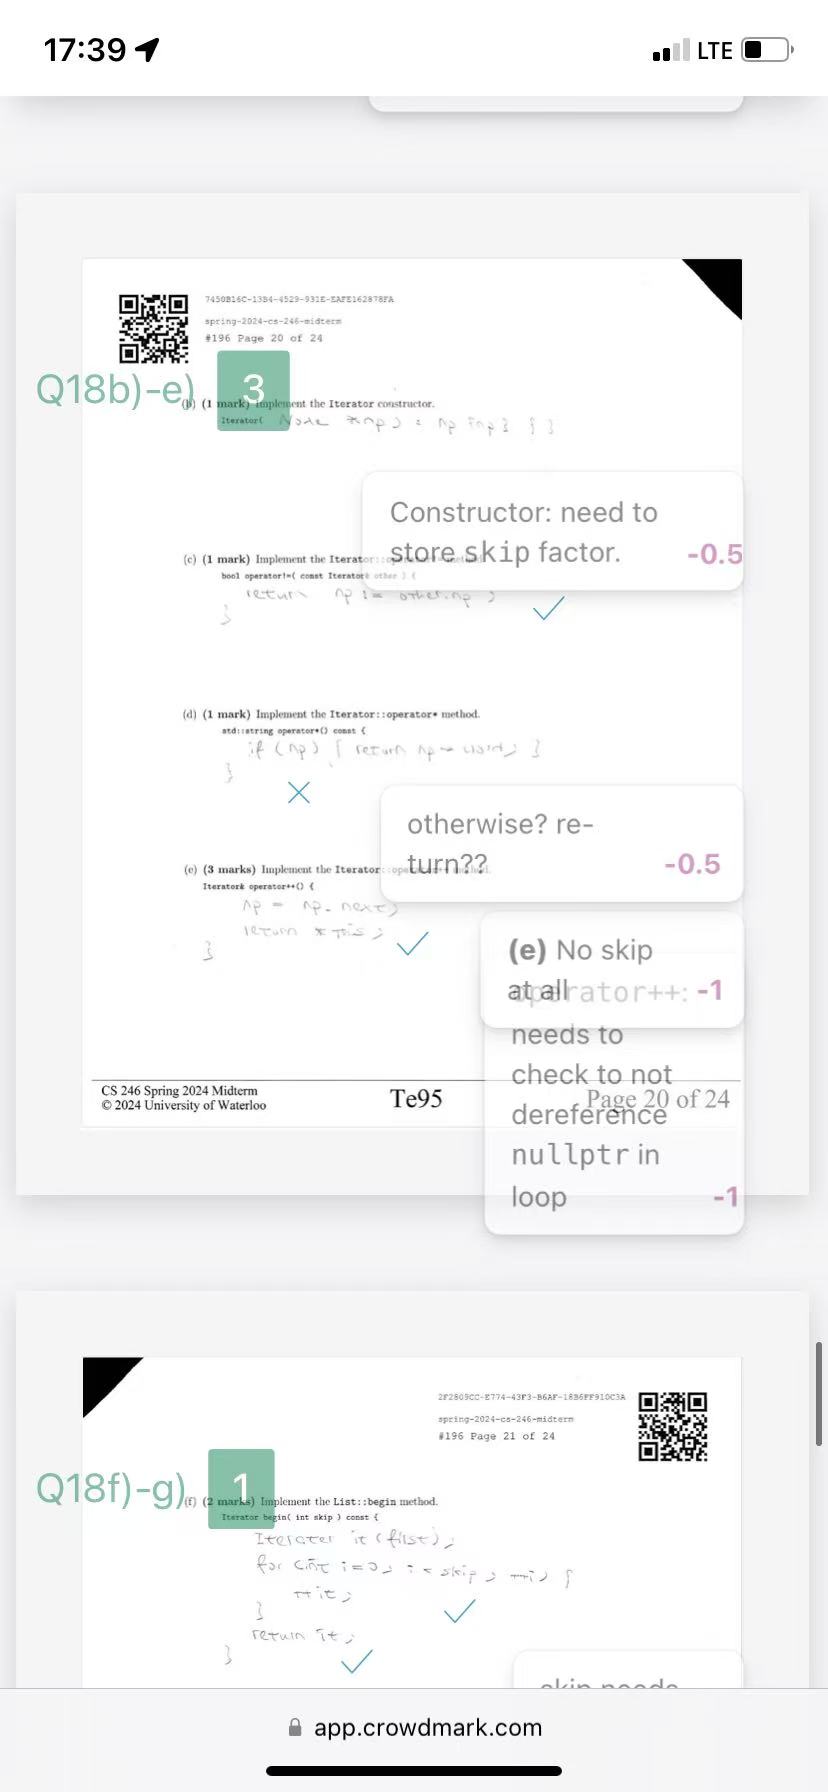 17:39
LTE
7450B16C-13B4-4529-931E-EAFE162878FA
spring-2024-cs-246-midterm
#196 Page 20 of 24
Q18b)-e)
3
(b) (1 mark) Implement the Iterator constructor.
Iterator( Node *np) : np {np} { }
Constructor: need to
store skip factor.
-0.5
(c) (1 mark) Implement the Iterator::operator!= method.
bool operator!=( const Iterator& other ) {
return np != other.np ;
}
(d) (1 mark) Implement the Iterator::operator* method.
std::string operator*() const {
if (np) { return np→word; }
}
otherwise? re-
turn??
-0.5
(e) (3 marks) Implement the Iterator::operator++ method.
Iterator& operator++() {
np = np.next;
return *this;
}
(e) No skip
at all
-1
operator++:
needs to
check to not
dereference
nullptr in
loop
-1
CS 246 Spring 2024 Midterm
© 2024 University of Waterloo
Te95
Page 20 of 24
2F2809CC-E774-43F3-B6AF-18B6FF910C3A
spring-2024-cs-246-midterm
#196 Page 21 of 24
Q18f)-g)
1
(f) (2 marks) Implement the List::begin method.
Iterator begin( int skip ) const {
Iterator it (first);
for (int i=0; i < skip ; ++i) {
++it;
}
return it;
}
skip needs
app.crowdmark.com